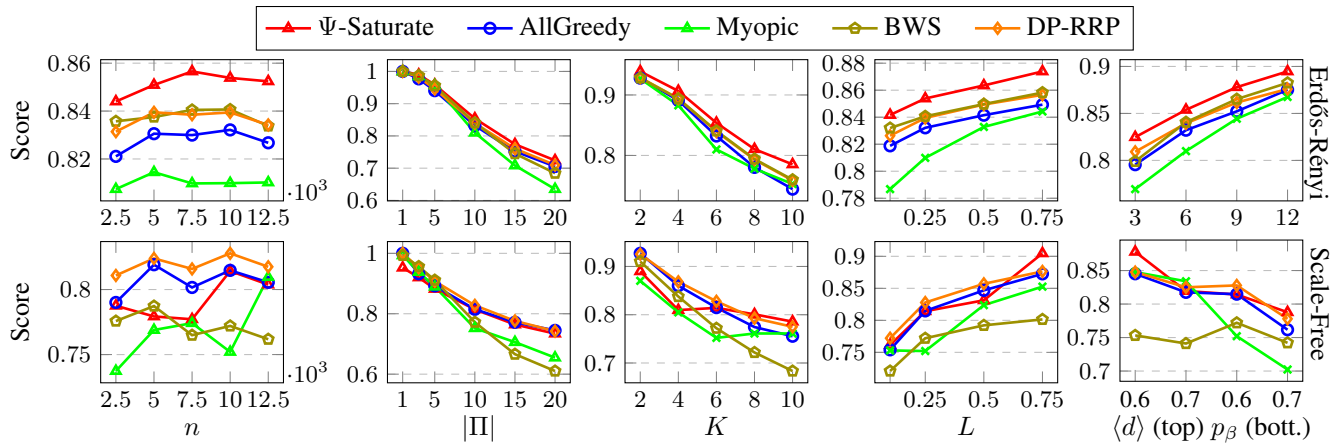 Ψ-Saturate AllGreedy Myopic BWS DP-RRP
Score
0.86
0.84
0.82
2.5 5 7.5 10 12.5
·10³
1
0.9
0.8
0.7
0.6
1 5 10 15 20
0.9
0.8
2 4 6 8 10
0.88
0.86
0.84
0.82
0.8
0.78
0.25 0.5 0.75
0.9
0.85
0.8
3 6 9 12
Erdős-Rényi
Score
0.8
0.75
2.5 5 7.5 10 12.5
·10³
n
1
0.8
0.6
1 5 10 15 20
|Π|
0.9
0.8
0.7
2 4 6 8 10
K
0.9
0.85
0.8
0.75
0.25 0.5 0.75
L
0.85
0.8
0.75
0.7
0.6 0.7 0.6 0.7
⟨d⟩ (top) pβ (bott.)
Scale-Free